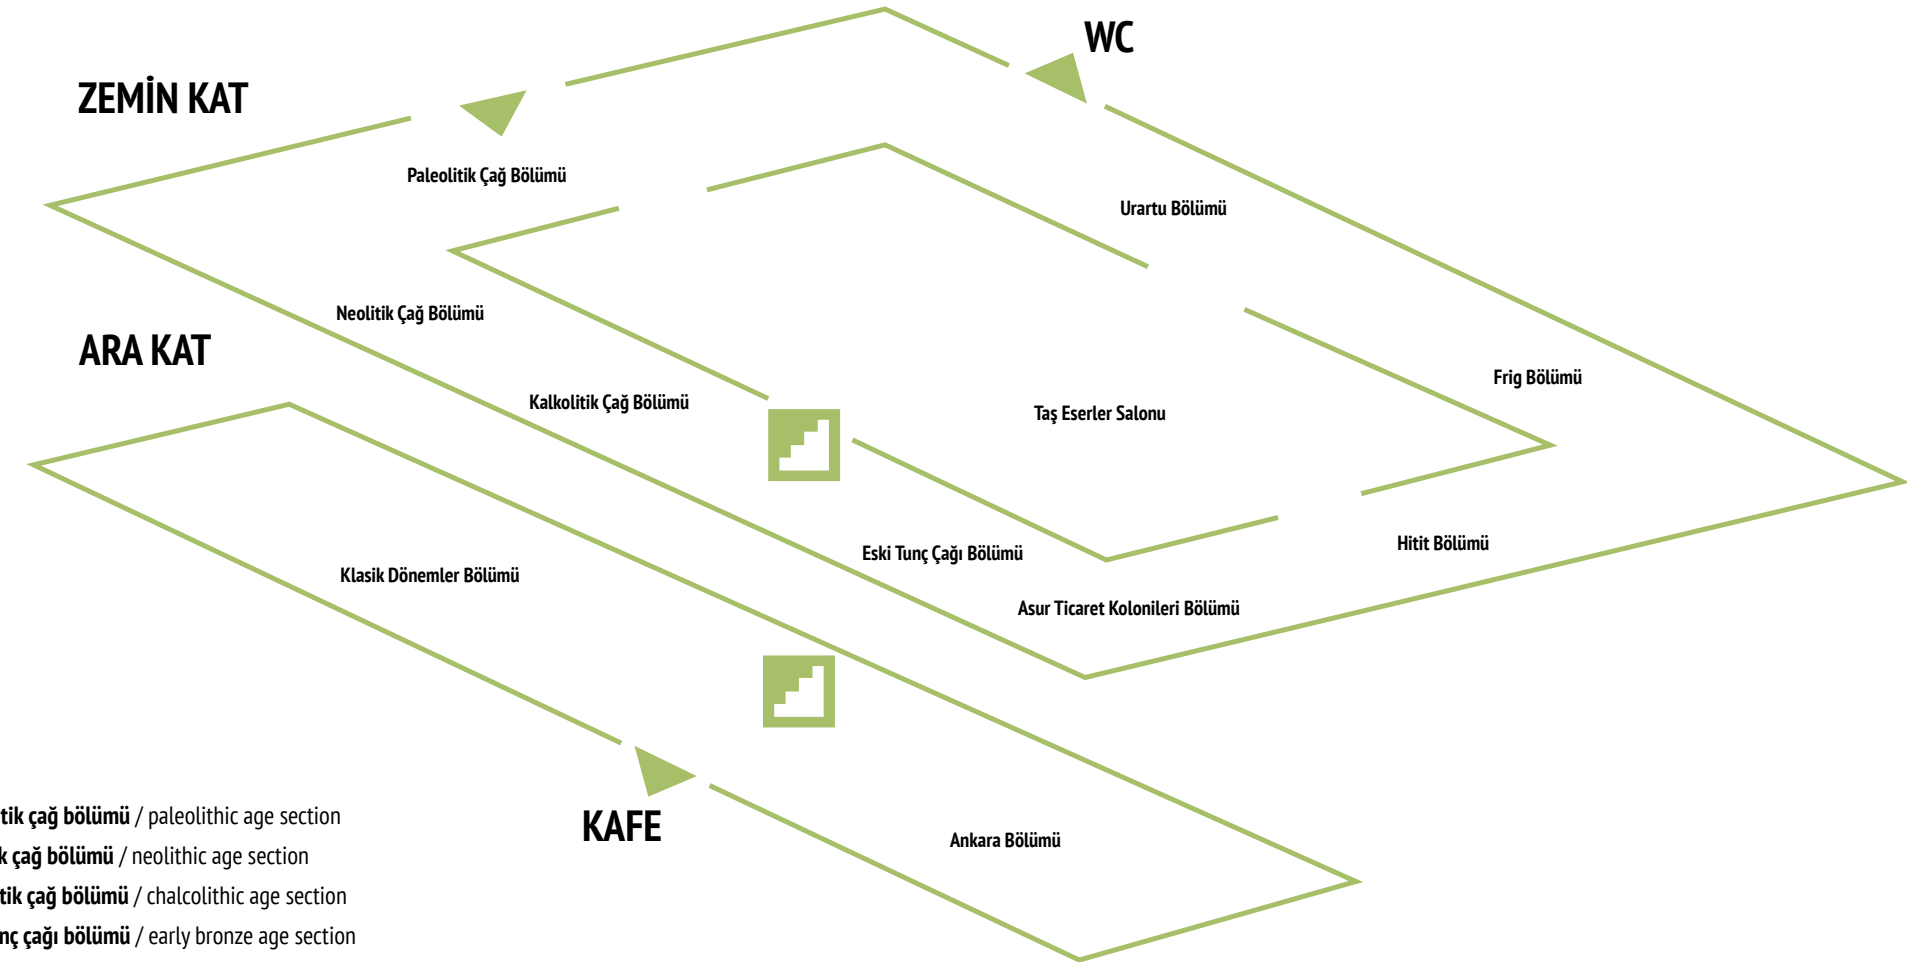 WC
ZEMİN KAT
Paleolitik Çağ Bölümü
Urartu Bölümü
Neolitik Çağ Bölümü
ARA KAT
Frig Bölümü
Kalkolitik Çağ Bölümü
Taş Eserler Salonu
Hitit Bölümü
Eski Tunç Çağı Bölümü
Klasik Dönemler Bölümü
Asur Ticaret Kolonileri Bölümü
KAFE
Ankara Bölümü
tik çağ bölümü / paleolithic age section
k çağ bölümü / neolithic age section
tik çağ bölümü / chalcolithic age section
nç çağı bölümü / early bronze age section